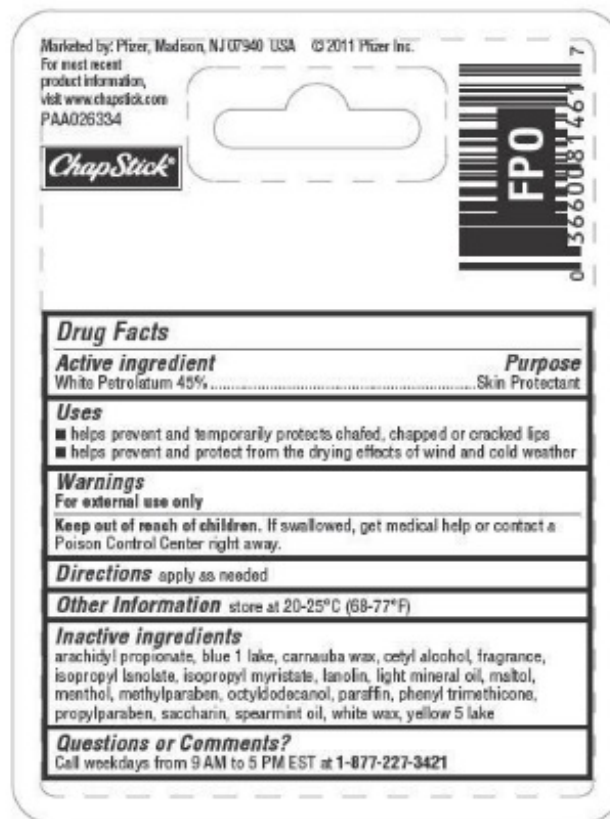 Marketed by: Pfizer, Madison, NJ 07940 USA © 2011 Pfizer Inc.
For most recent
product information,
visit www.chapstick.com
PAA026334
ChapStick®
FPO
0 36600 81461 7
Drug Facts
Active ingredient Purpose
White Petrolatum 45%.......................................................Skin Protectant
Uses
■ helps prevent and temporarily protects chafed, chapped or cracked lips
■ helps prevent and protect from the drying effects of wind and cold weather
Warnings
For external use only
Keep out of reach of children. If swallowed, get medical help or contact a
Poison Control Center right away.
Directions apply as needed
Other Information store at 20-25°C (68-77°F)
Inactive ingredients
arachidyl propionate, blue 1 lake, carnauba wax, cetyl alcohol, fragrance,
isopropyl lanolate, isopropyl myristate, lanolin, light mineral oil, maltol,
menthol, methylparaben, octyldodecanol, paraffin, phenyl trimethicone,
propylparaben, saccharin, spearmint oil, white wax, yellow 5 lake
Questions or Comments?
Call weekdays from 9 AM to 5 PM EST at 1-877-227-3421